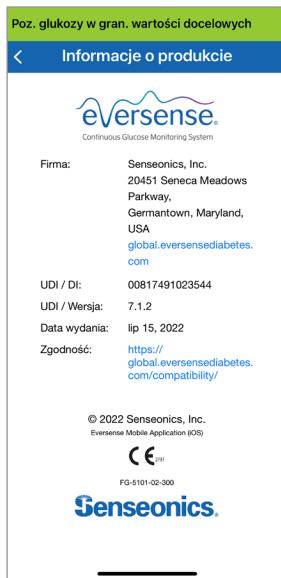 Poz. glukozy w gran. wartości docelowych
Informacje o produkcie
eversense.
Continuous Glucose Monitoring System
Firma: Senseonics, Inc.
20451 Seneca Meadows
Parkway,
Germantown, Maryland,
USA
global.eversensediabetes.
com
UDI / DI: 00817491023544
UDI / Wersja: 7.1.2
Data wydania: lip 15, 2022
Zgodność: https://
global.eversensediabetes.
com/compatibility/
© 2022 Senseonics, Inc.
Eversense Mobile Application (iOS)
CE
FG-5101-02-300
Senseonics.